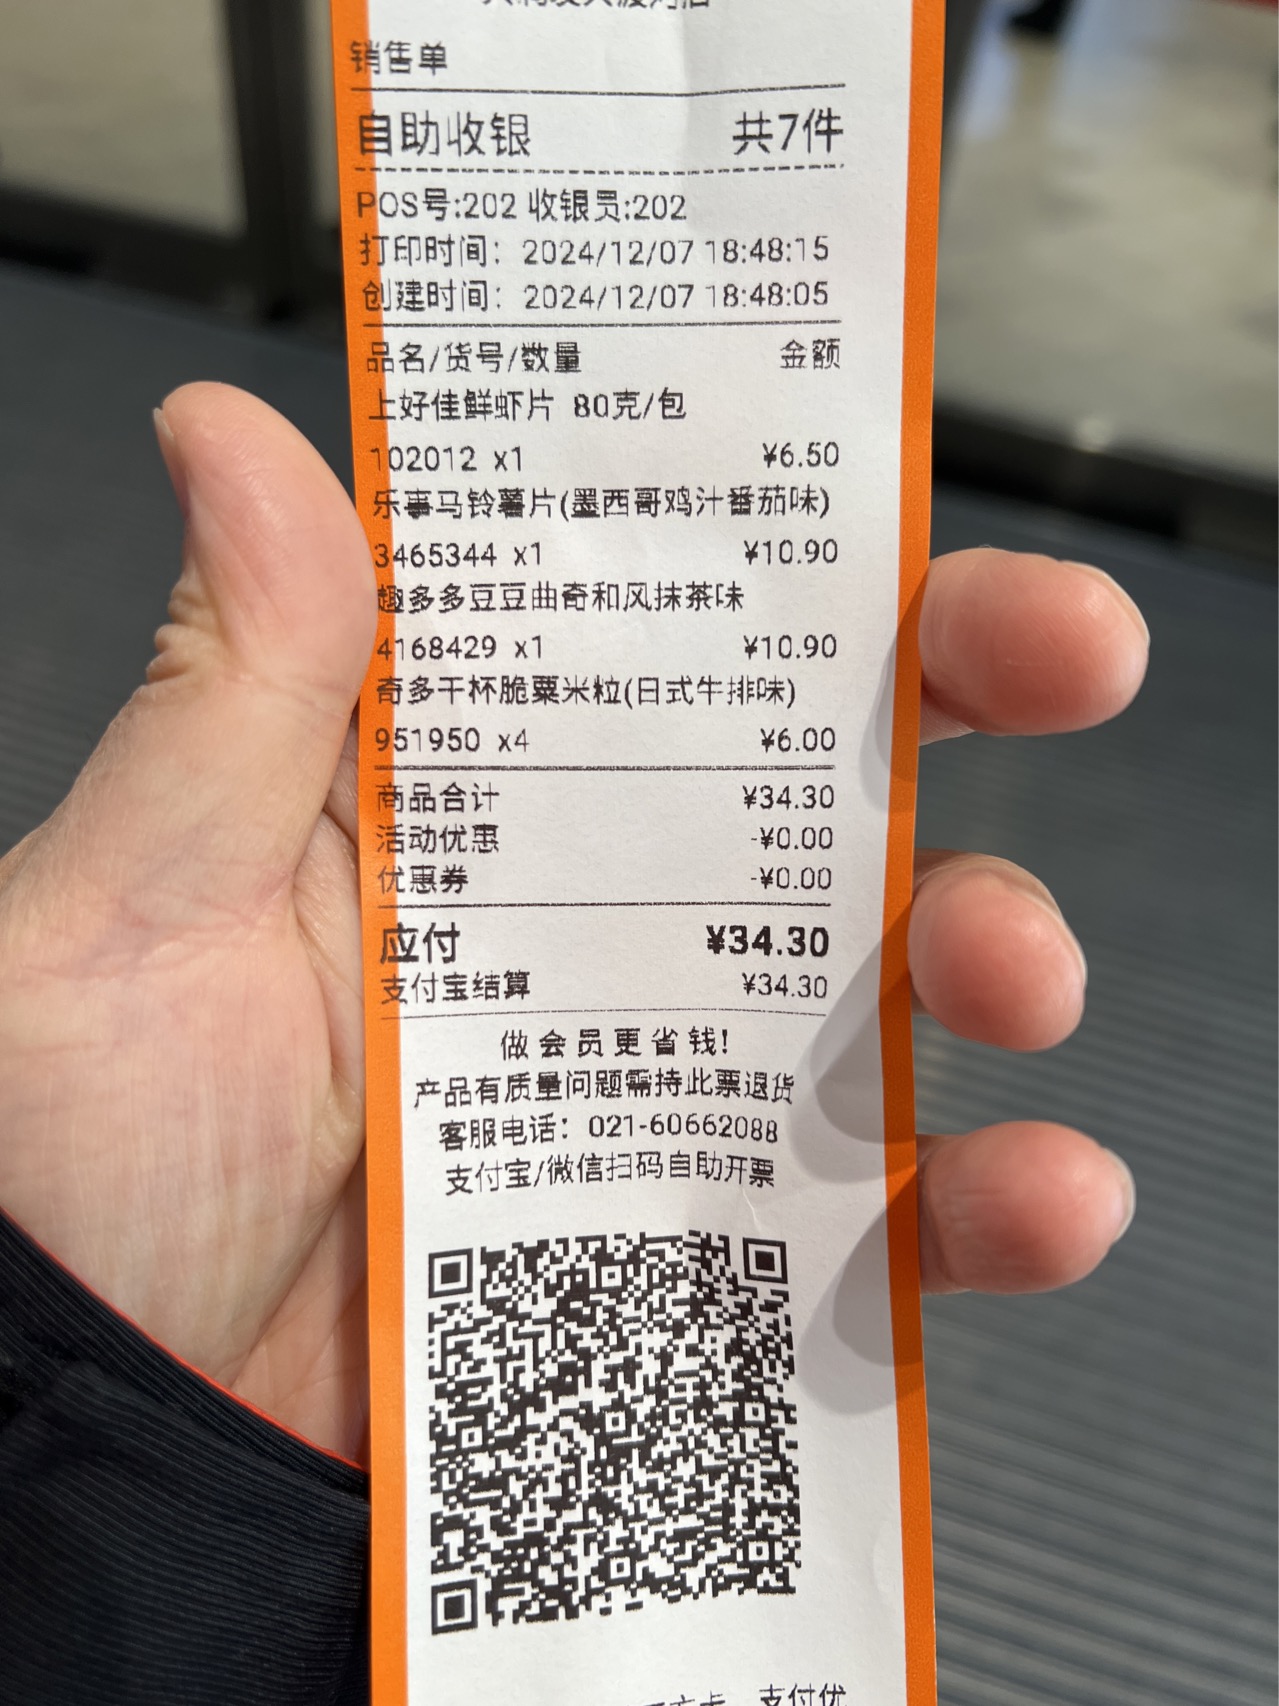 销售单
自助收银 共7件
POS号:202 收银员:202
打印时间： 2024/12/07 18:48:15
创建时间： 2024/12/07 18:48:05
品名/货号/数量 金额
上好佳鲜虾片 80克/包
102012 x1 ¥6.50
乐事马铃薯片(墨西哥鸡汁番茄味)
3465344 x1 ¥10.90
趣多多豆豆曲奇和风抹茶味
4168429 x1 ¥10.90
奇多干杯脆粟米粒(日式牛排味)
951950 x4 ¥6.00
商品合计 ¥34.30
活动优惠 -¥0.00
优惠券 -¥0.00
应付 ¥34.30
支付宝结算 ¥34.30
做会员更省钱!
产品有质量问题需持此票退货
客服电话：021-60662088
支付宝/微信扫码自助开票
支付优